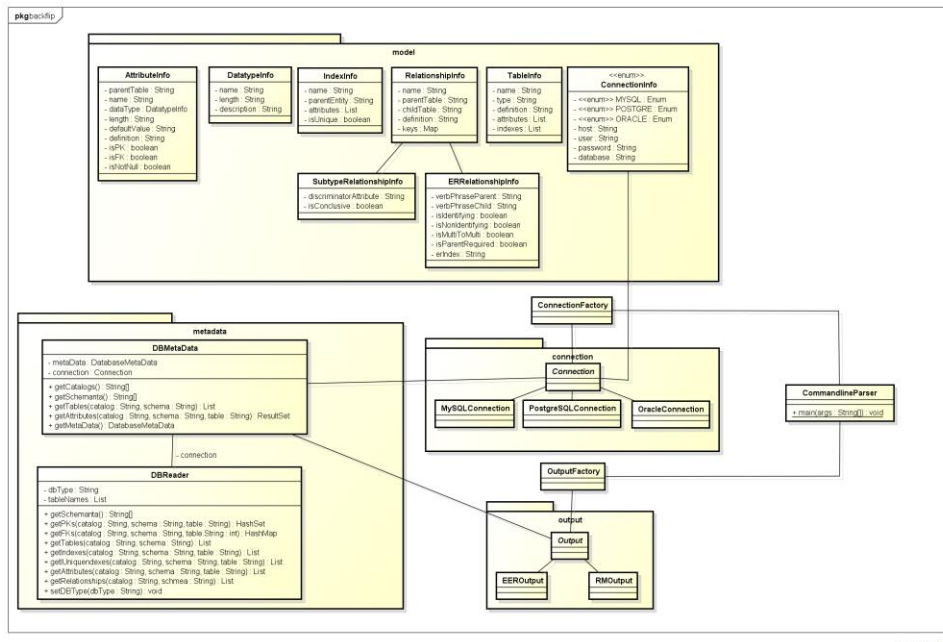 pkg backflip
model
AttributeInfo
- parentTable : String
- name : String
- dataType : DatatypeInfo
- length : String
- defaultValue : String
- definition : String
- isPK : boolean
- isFK : boolean
- isNotNull : boolean
DatatypeInfo
- name : String
- length : String
- description : String
IndexInfo
- name : String
- parentEntity : String
- attributes : List
- isUnique : boolean
RelationshipInfo
- name : String
- parentTable : String
- childTable : String
- definition : String
- keys : Map
TableInfo
- name : String
- type : String
- definition : String
- attributes : List
- indexes : List
<<enum>>
ConnectionInfo
- <<enum>> MYSQL : Enum
- <<enum>> POSTGRE : Enum
- <<enum>> ORACLE : Enum
- host : String
- user : String
- password : String
- database : String
SubtypeRelationshipInfo
- discriminatorAttribute : String
- isConclusive : boolean
ERRelationshipInfo
- verbPhraseParent : String
- verbPhraseChild : String
- isIdentifying : boolean
- isNonIdentifying : boolean
- isMultiToMulti : boolean
- isParentRequired : boolean
- erIndex : String
ConnectionFactory
metadata
DBMetaData
- metaData : DatabaseMetaData
- connection : Connection
+ getCatalogs() : String[]
+ getSchemanta() : String[]
+ getTables(catalog : String, schema : String) : List
+ getAttributes(catalog : String, schema : String, table : String) : ResultSet
+ getMetaData() : DatabaseMetaData
- connection
DBReader
- dbType : String
- tableNames : List
+ getSchemanta() : String[]
+ getPKs(catalog : String, schema : String, table : String) : HashSet
+ getFKs(catalog : String, schema : String, table.String : int) : HashMap
+ getTables(catalog : String, schema : String) : List
+ getIndexes(catalog : String, schema : String, table : String) : List
+ getUniquendexes(catalog : String, schema : String, table : String) : List
+ getAttributes(catalog : String, schema : String, table : String) : List
+ getRelationships(catalog : String, schmea : String) : List
+ setDBType(dbType : String) : void
connection
Connection
MySQLConnection
PostgreSQLConnection
OracleConnection
CommandlineParser
+ main(args : String[]) : void
OutputFactory
output
Output
EEROutput
RMOutput